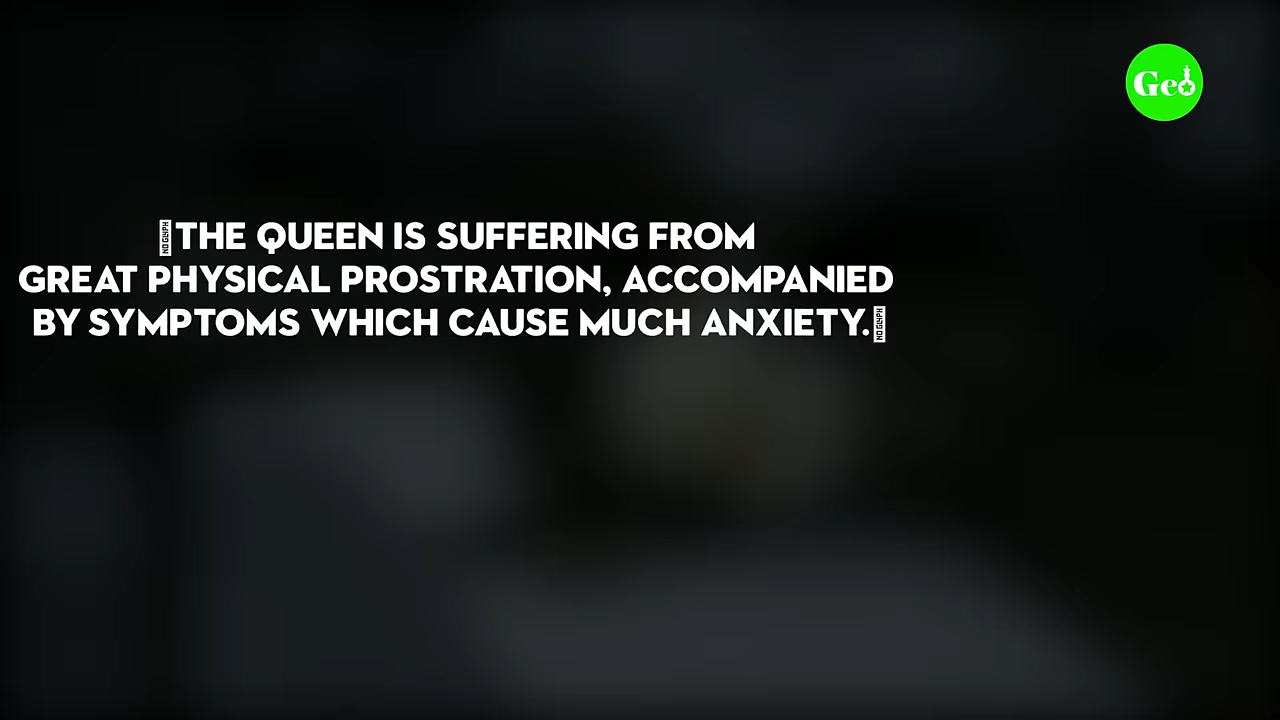 Geo
THE QUEEN IS SUFFERING FROM
GREAT PHYSICAL PROSTRATION, ACCOMPANIED
BY SYMPTOMS WHICH CAUSE MUCH ANXIETY.